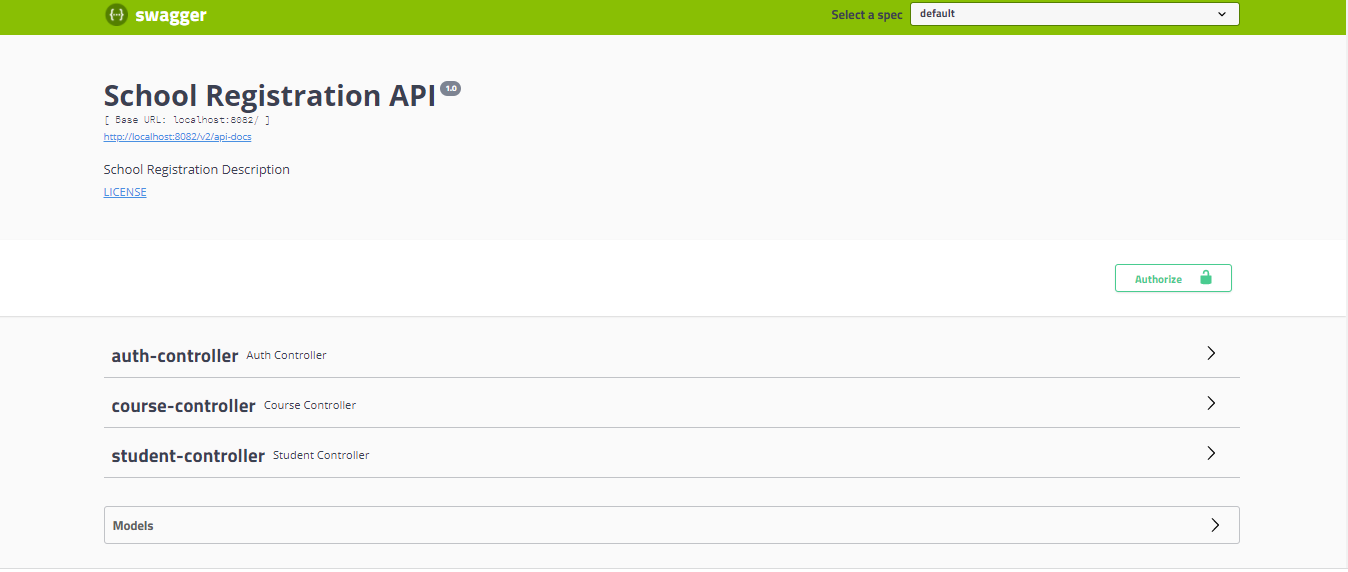 {···} swagger Select a spec default
School Registration API 1.0
[ Base URL: localhost:8082/ ]
http://localhost:8082/v2/api-docs
School Registration Description
LICENSE
Authorize
auth-controller Auth Controller
course-controller Course Controller
student-controller Student Controller
Models